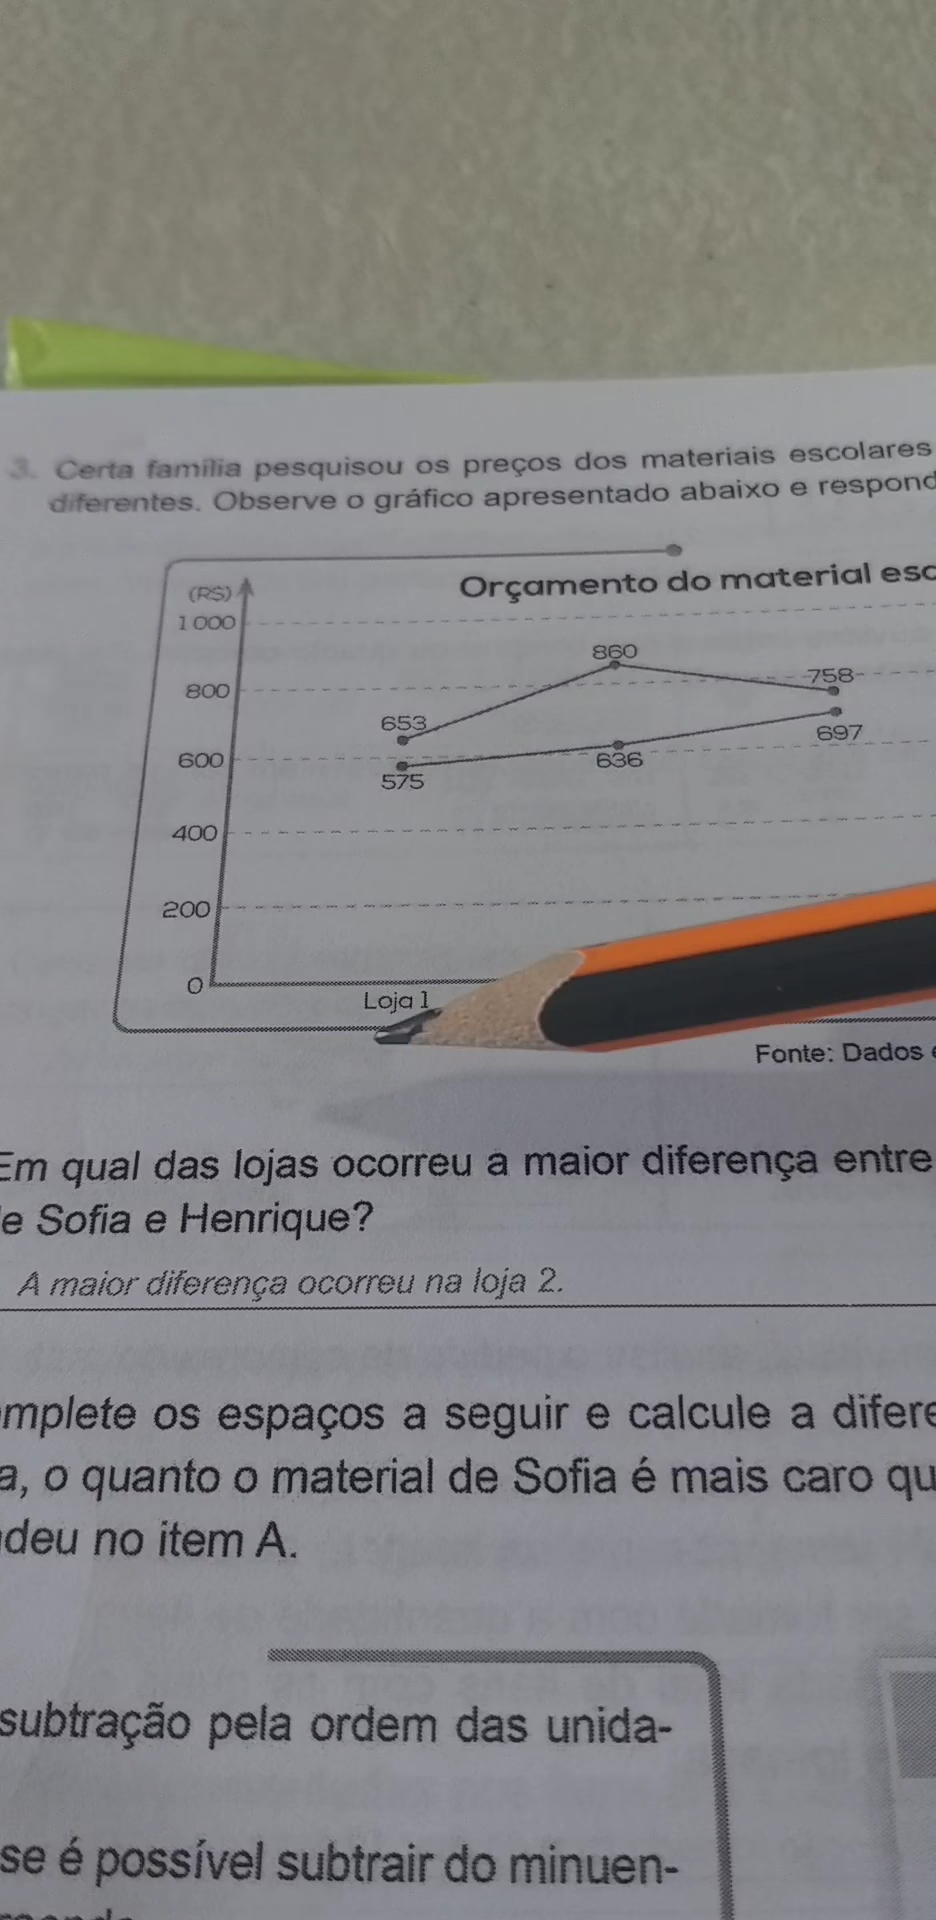 3. Certa família pesquisou os preços dos materiais escolares
diferentes. Observe o gráfico apresentado abaixo e respond
Orçamento do material esc
(R$)
1 000
860
800
758
653
697
600
636
575
400
200
0
Loja 1
Fonte: Dados
Em qual das lojas ocorreu a maior diferença entre
e Sofia e Henrique?
A maior diferença ocorreu na loja 2.
mplete os espaços a seguir e calcule a difere
a, o quanto o material de Sofia é mais caro qu
deu no item A.
subtração pela ordem das unida-
se é possível subtrair do minuen-